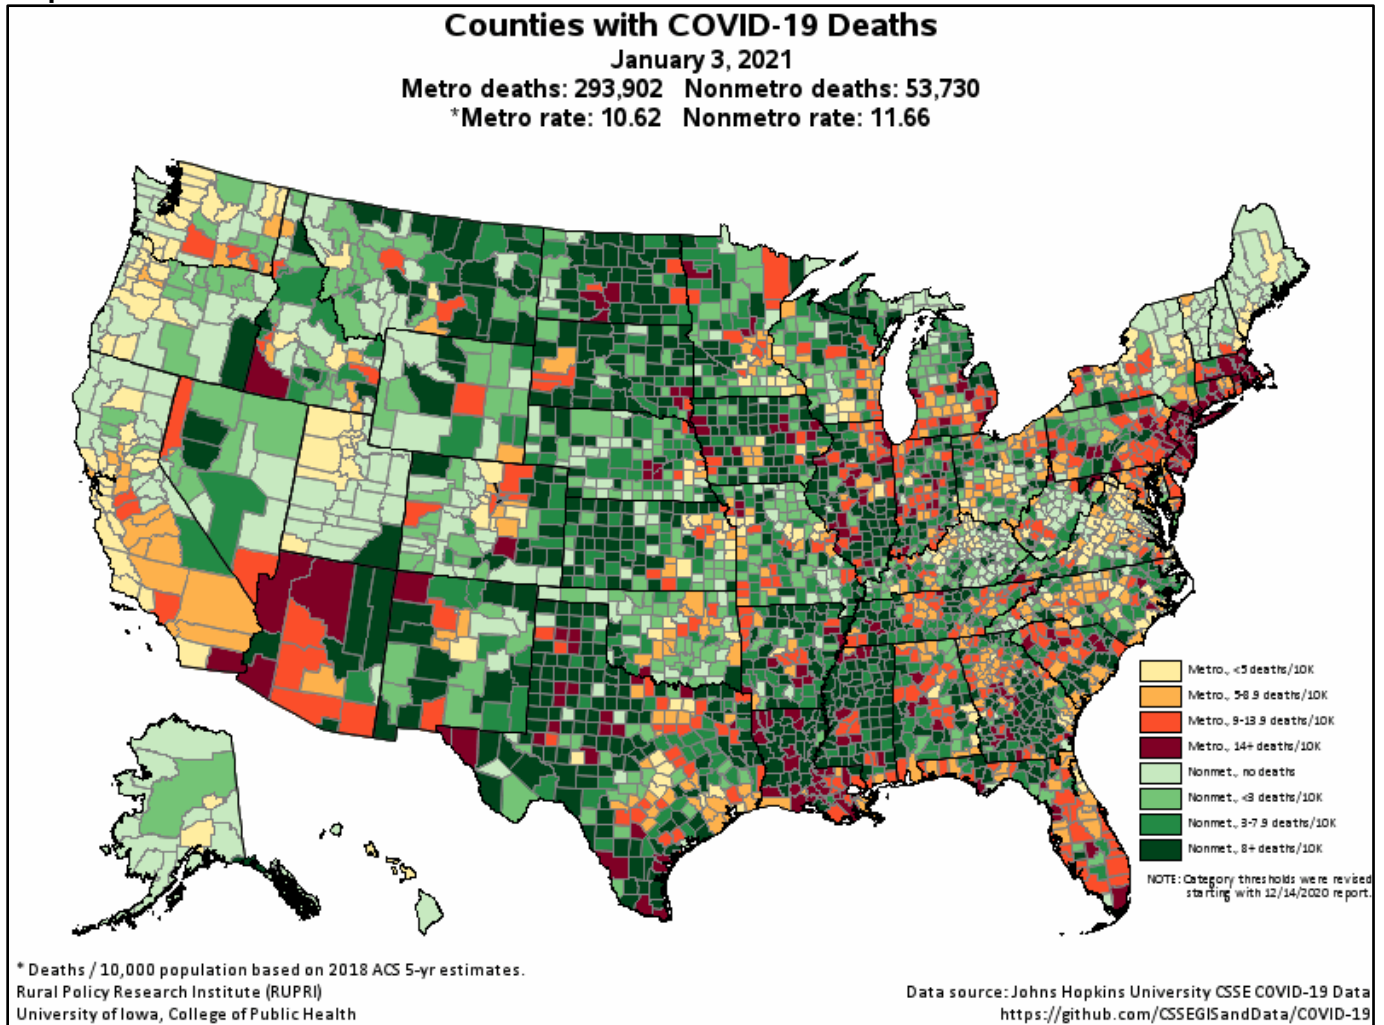 Counties with COVID-19 Deaths
January 3, 2021
Metro deaths: 293,902 Nonmetro deaths: 53,730
*Metro rate: 10.62 Nonmetro rate: 11.66
Metro., <5 deaths/10K
Metro., 5-8.9 deaths/10K
Metro., 9-13.9 deaths/10K
Metro., 14+ deaths/10K
Nonmet., no deaths
Nonmet., <3 deaths/10K
Nonmet., 3-7.9 deaths/10K
Nonmet., 8+ deaths/10K
NOTE: Category thresholds were revised
starting with 12/14/2020 report.
* Deaths / 10,000 population based on 2018 ACS 5-yr estimates.
Rural Policy Research Institute (RUPRI)
University of Iowa, College of Public Health
Data source: Johns Hopkins University CSSE COVID-19 Data
https://github.com/CSSEGISandData/COVID-19